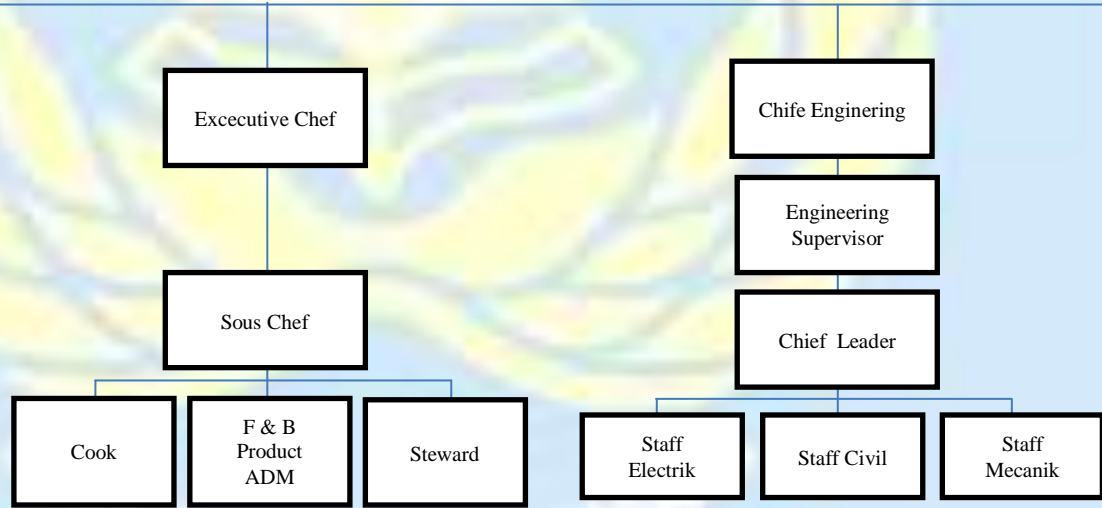 Excecutive Chef
Chife Enginering
Engineering
Supervisor
Sous Chef
Chief Leader
Cook
F & B
Product
ADM
Steward
Staff
Electrik
Staff Civil
Staff
Mecanik